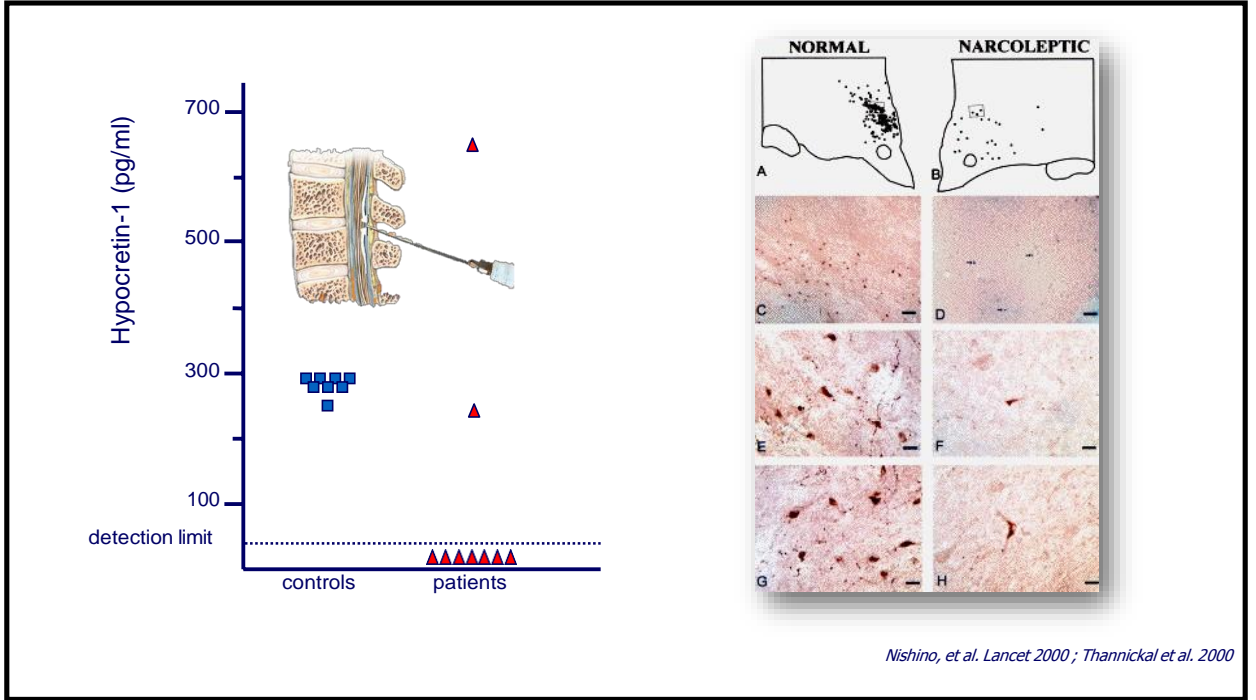 Hypocretin-1 (pg/ml)
700
500
300
100
detection limit
controls
patients
NORMAL
NARCOLEPTIC
A
B
C
D
E
F
G
H
Nishino, et al. Lancet 2000 ; Thannickal et al. 2000